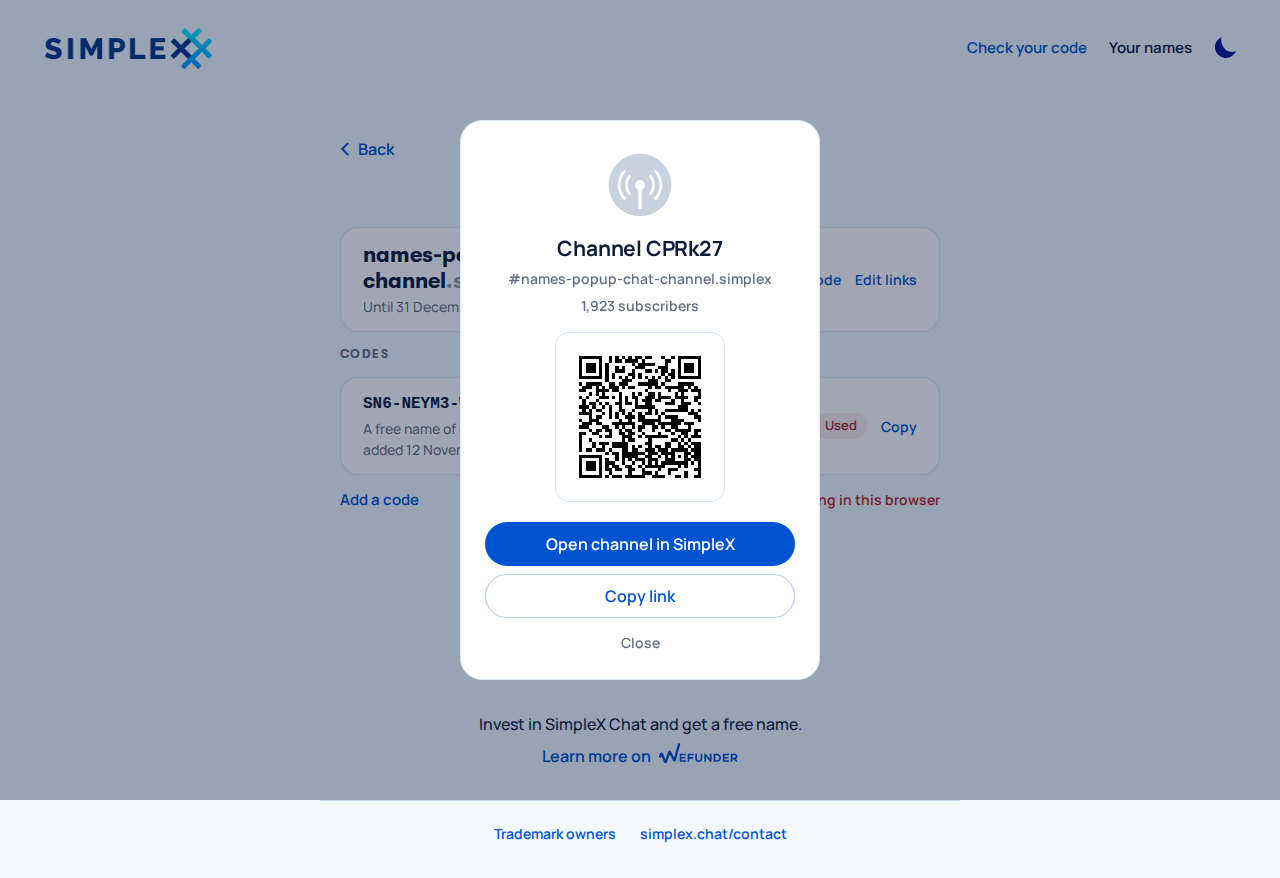 SIMPLEX
Check your code
Your names
Back
Channel CPRk27
#names-popup-chat-channel.simplex
1,923 subscribers
names-po
channel.s
Until 31 Decem
Edit links
CODES
SN6-NEYM3-
A free name of
added 12 Nove
Used
Copy
Add a code
in this browser
Open channel in SimpleX
Copy link
Close
Invest in SimpleX Chat and get a free name.
Learn more on WEFUNDER
Trademark owners
simplex.chat/contact